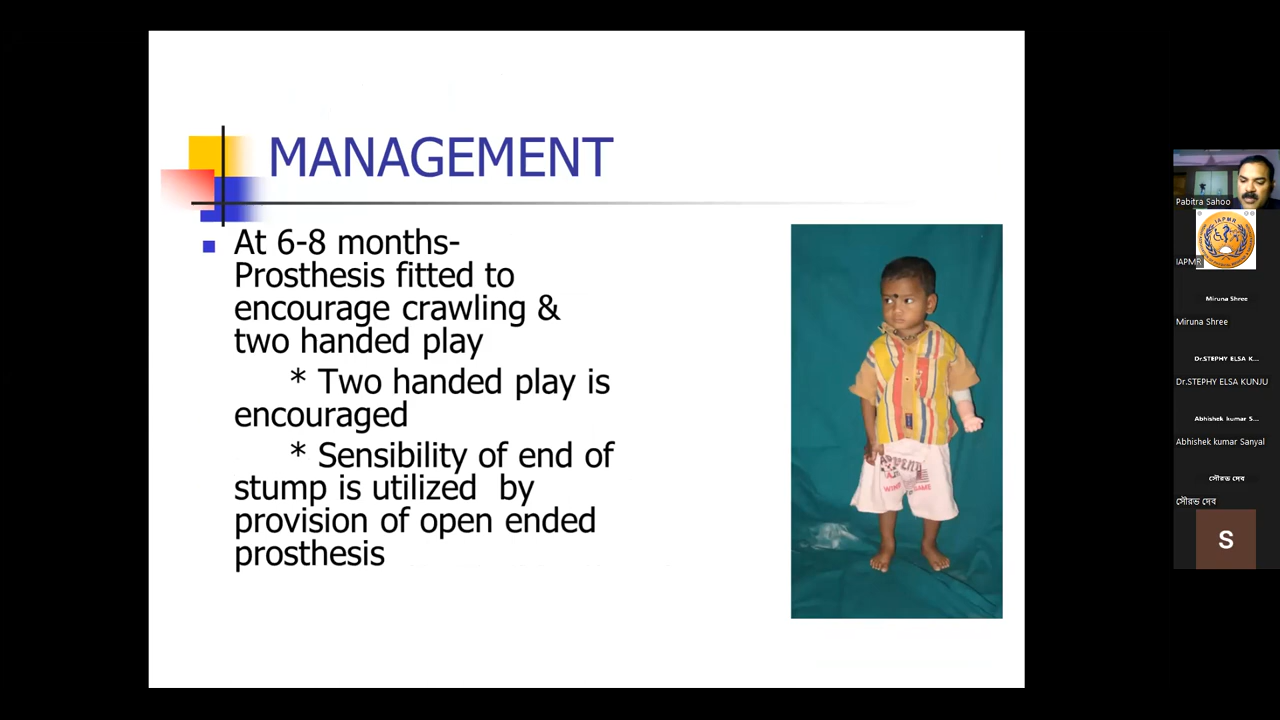 MANAGEMENT
At 6-8 months-
Prosthesis fitted to
encourage crawling &
two handed play
* Two handed play is
encouraged
* Sensibility of end of
stump is utilized by
provision of open ended
prosthesis
Pabitra Sahoo
IAPMR
IAPMR
Miruna Shree
Miruna Shree
Dr.STEPHY ELSA K...
Dr.STEPHY ELSA KUNJU
Abhishek kumar S...
Abhishek kumar Sanyal
সৌরভ দেব
সৌরভ দেব
S